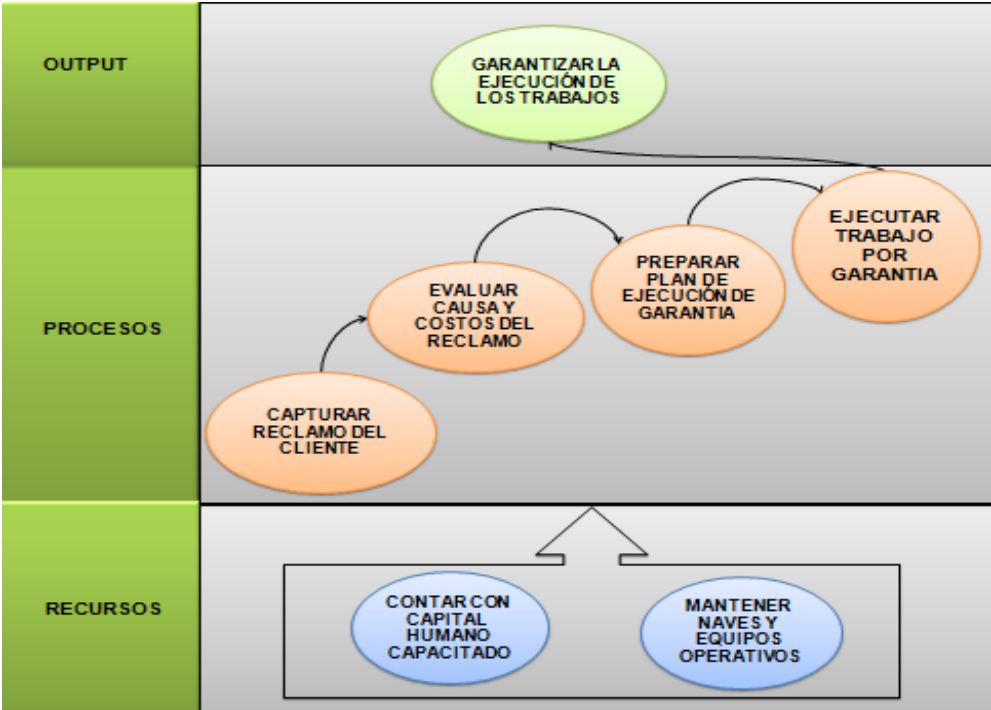 OUTPUT
GARANTIZAR LA
EJECUCIÓN DE
LOS TRABAJOS
PROCESOS
EJECUTAR
TRABAJO
POR
GARANTIA
PREPARAR
PLAN DE
EJECUCIÓN DE
GARANTIA
EVALUAR
CAUSA Y
COSTOS DEL
RECLAMO
CAPTURAR
RECLAMO DEL
CLIENTE
RECURSOS
CONTAR CON
CAPITAL
HUMANO
CAPACITADO
MANTENER
NAVES Y
EQUIPOS
OPERATIVOS